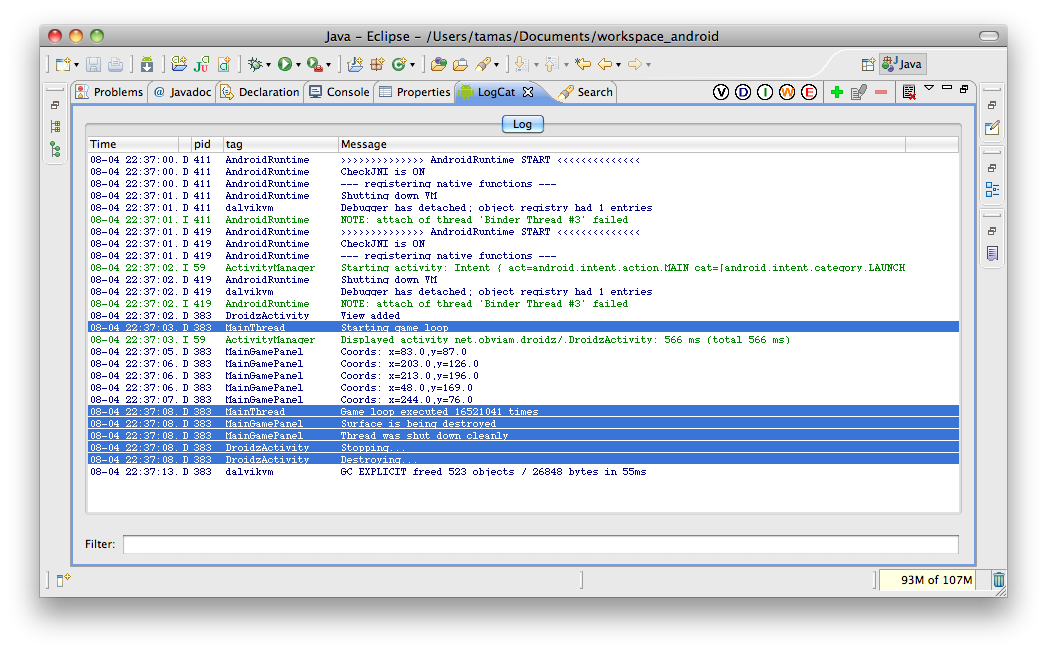 Java – Eclipse – /Users/tamas/Documents/workspace_android
Java
Problems @ Javadoc Declaration Console Properties LogCat Search V D I W E
Log
Time pid tag Message
08-04 22:37:00. D 411 AndroidRuntime >>>>>>>>>>>>>> AndroidRuntime START <<<<<<<<<<<<<<
08-04 22:37:00. D 411 AndroidRuntime CheckJNI is ON
08-04 22:37:00. D 411 AndroidRuntime --- registering native functions ---
08-04 22:37:01. D 411 AndroidRuntime Shutting down VM
08-04 22:37:01. D 411 dalvikvm Debugger has detached; object registry had 1 entries
08-04 22:37:01. I 411 AndroidRuntime NOTE: attach of thread 'Binder Thread #3' failed
08-04 22:37:01. D 419 AndroidRuntime >>>>>>>>>>>>>> AndroidRuntime START <<<<<<<<<<<<<<
08-04 22:37:01. D 419 AndroidRuntime CheckJNI is ON
08-04 22:37:01. D 419 AndroidRuntime --- registering native functions ---
08-04 22:37:02. I 59 ActivityManager Starting activity: Intent { act=android.intent.action.MAIN cat=[android.intent.category.LAUNCH
08-04 22:37:02. D 419 AndroidRuntime Shutting down VM
08-04 22:37:02. D 419 dalvikvm Debugger has detached; object registry had 1 entries
08-04 22:37:02. I 419 AndroidRuntime NOTE: attach of thread 'Binder Thread #3' failed
08-04 22:37:02. D 383 DroidzActivity View added
08-04 22:37:03. D 383 MainThread Starting game loop
08-04 22:37:03. I 59 ActivityManager Displayed activity net.obviam.droidz/.DroidzActivity: 566 ms (total 566 ms)
08-04 22:37:05. D 383 MainGamePanel Coords: x=83.0,y=87.0
08-04 22:37:06. D 383 MainGamePanel Coords: x=203.0,y=126.0
08-04 22:37:06. D 383 MainGamePanel Coords: x=213.0,y=196.0
08-04 22:37:06. D 383 MainGamePanel Coords: x=48.0,y=169.0
08-04 22:37:07. D 383 MainGamePanel Coords: x=244.0,y=76.0
08-04 22:37:08. D 383 MainThread Game loop executed 16521041 times
08-04 22:37:08. D 383 MainGamePanel Surface is being destroyed
08-04 22:37:08. D 383 MainGamePanel Thread was shut down cleanly
08-04 22:37:08. D 383 DroidzActivity Stopping...
08-04 22:37:08. D 383 DroidzActivity Destroying...
08-04 22:37:13. D 383 dalvikvm GC EXPLICIT freed 523 objects / 26848 bytes in 55ms
Filter:
93M of 107M